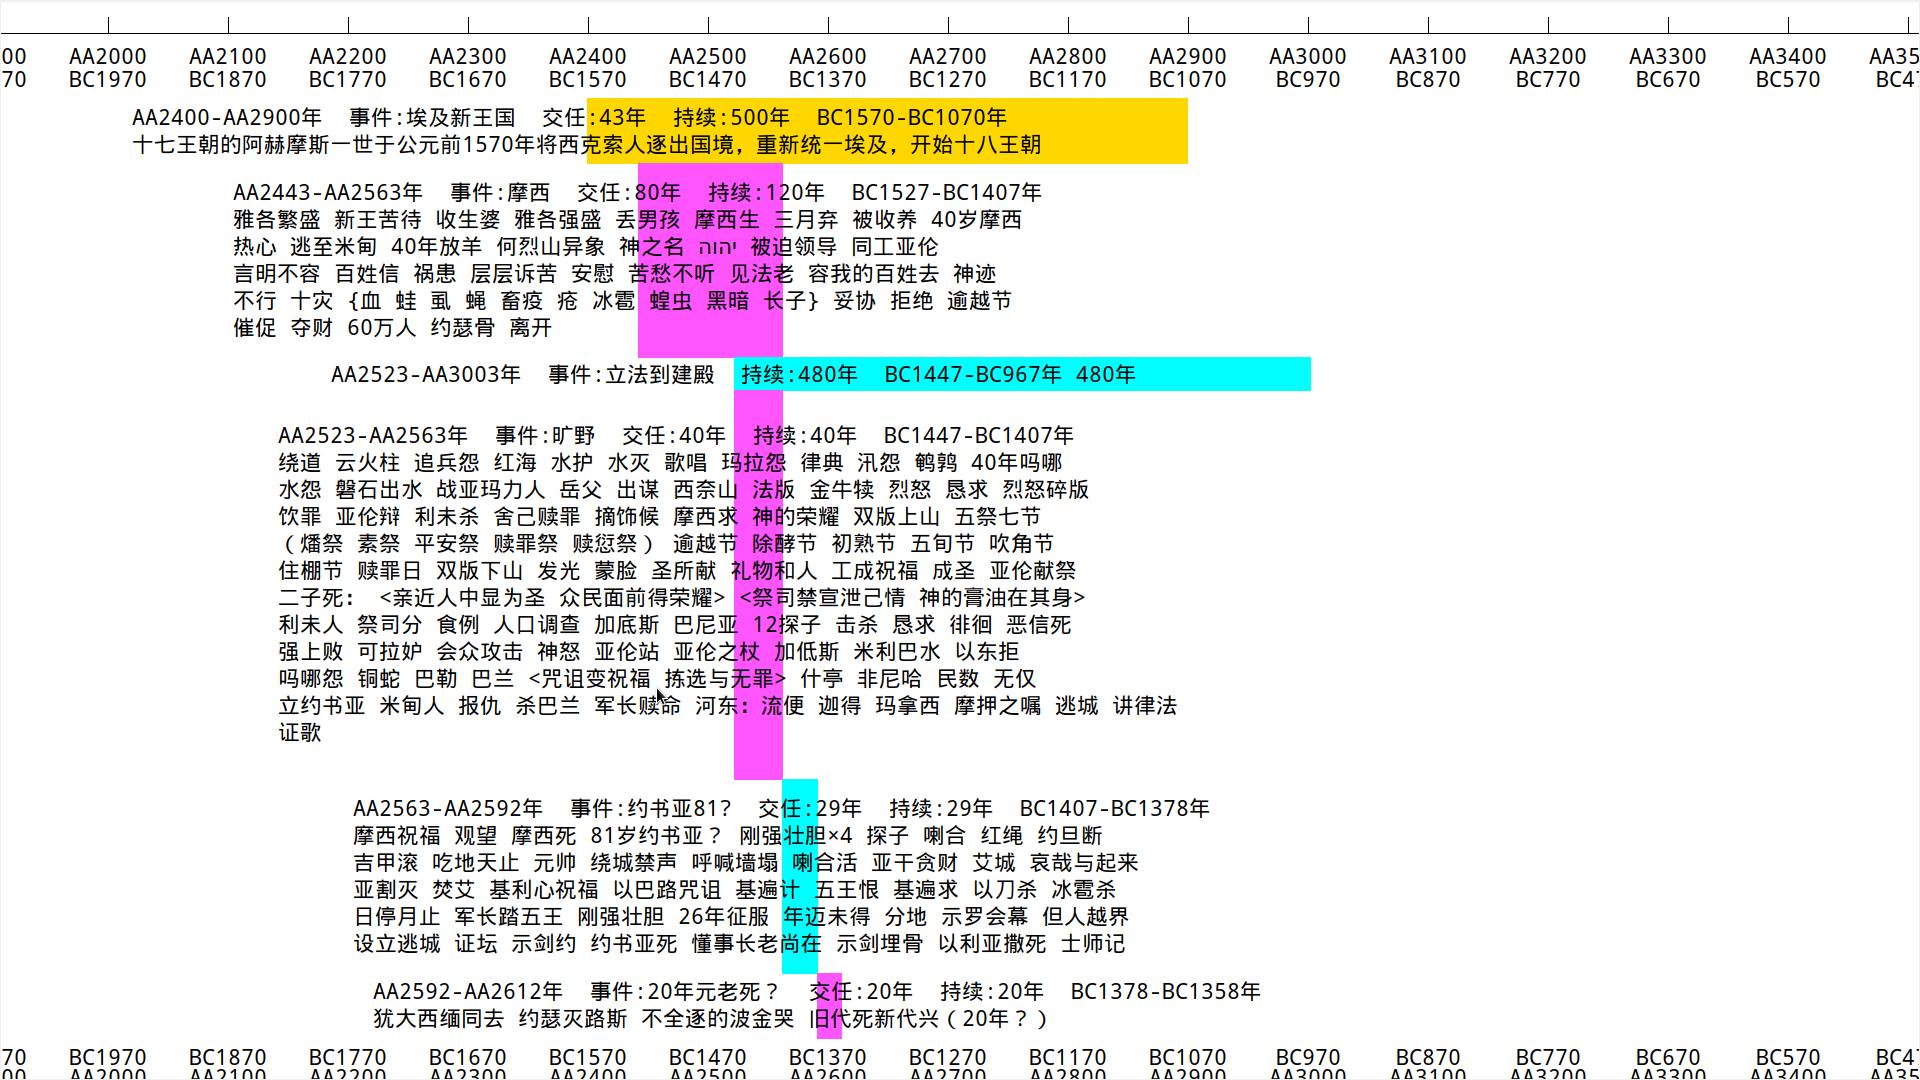 00 AA2000 AA2100 AA2200 AA2300 AA2400 AA2500 AA2600 AA2700 AA2800 AA2900 AA3000 AA3100 AA3200 AA3300 AA3400 AA35
70 BC1970 BC1870 BC1770 BC1670 BC1570 BC1470 BC1370 BC1270 BC1170 BC1070 BC970 BC870 BC770 BC670 BC570 BC47
AA2400-AA2900年 事件:埃及新王国 交任:43年 持续:500年 BC1570-BC1070年
十七王朝的阿赫摩斯一世于公元前1570年将西克索人逐出国境，重新统一埃及，开始十八王朝
AA2443-AA2563年 事件:摩西 交任:80年 持续:120年 BC1527-BC1407年
雅各繁盛 新王苦待 收生婆 雅各强盛 丢男孩 摩西生 三月弃 被收养 40岁摩西
热心 逃至米甸 40年放羊 何烈山异象 神之名 יהוה 被迫领导 同工亚伦
言明不容 百姓信 祸患 层层诉苦 安慰 苦愁不听 见法老 容我的百姓去 神迹
不行 十灾 {血 蛙 虱 蝇 畜疫 疮 冰雹 蝗虫 黑暗 长子} 妥协 拒绝 逾越节
催促 夺财 60万人 约瑟骨 离开
AA2523-AA3003年 事件:立法到建殿 持续:480年 BC1447-BC967年 480年
AA2523-AA2563年 事件:旷野 交任:40年 持续:40年 BC1447-BC1407年
绕道 云火柱 追兵怨 红海 水护 水灭 歌唱 玛拉怨 律典 汛怨 鹌鹑 40年吗哪
水怨 磐石出水 战亚玛力人 岳父 出谋 西奈山 法版 金牛犊 烈怒 恳求 烈怒碎版
饮罪 亚伦辩 利未杀 舍己赎罪 摘饰候 摩西求 神的荣耀 双版上山 五祭七节
（燔祭 素祭 平安祭 赎罪祭 赎愆祭） 逾越节 除酵节 初熟节 五旬节 吹角节
住棚节 赎罪日 双版下山 发光 蒙脸 圣所献 礼物和人 工成祝福 成圣 亚伦献祭
二子死： <亲近人中显为圣 众民面前得荣耀> <祭司禁宣泄己情 神的膏油在其身>
利未人 祭司分 食例 人口调查 加底斯 巴尼亚 12探子 击杀 恳求 徘徊 恶信死
强上败 可拉妒 会众攻击 神怒 亚伦站 亚伦之杖 加低斯 米利巴水 以东拒
吗哪怨 铜蛇 巴勒 巴兰 <咒诅变祝福 拣选与无罪> 什亭 非尼哈 民数 无仅
立约书亚 米甸人 报仇 杀巴兰 军长赎命 河东：流便 迦得 玛拿西 摩押之嘱 逃城 讲律法
证歌
AA2563-AA2592年 事件:约书亚81？ 交任:29年 持续:29年 BC1407-BC1378年
摩西祝福 观望 摩西死 81岁约书亚？ 刚强壮胆×4 探子 喇合 红绳 约旦断
吉甲滚 吃地天止 元帅 绕城禁声 呼喊墙塌 喇合活 亚干贪财 艾城 哀哉与起来
亚割灭 焚艾 基利心祝福 以巴路咒诅 基遍计 五王恨 基遍求 以刀杀 冰雹杀
日停月止 军长踏五王 刚强壮胆 26年征服 年迈未得 分地 示罗会幕 但人越界
设立逃城 证坛 示剑约 约书亚死 懂事长老尚在 示剑埋骨 以利亚撒死 士师记
AA2592-AA2612年 事件:20年元老死？ 交任:20年 持续:20年 BC1378-BC1358年
犹大西缅同去 约瑟灭路斯 不全逐的波金哭 旧代死新代兴（20年？）
70 BC1970 BC1870 BC1770 BC1670 BC1570 BC1470 BC1370 BC1270 BC1170 BC1070 BC970 BC870 BC770 BC670 BC570 BC47
00 AA2000 AA2100 AA2200 AA2300 AA2400 AA2500 AA2600 AA2700 AA2800 AA2900 AA3000 AA3100 AA3200 AA3300 AA3400 AA35